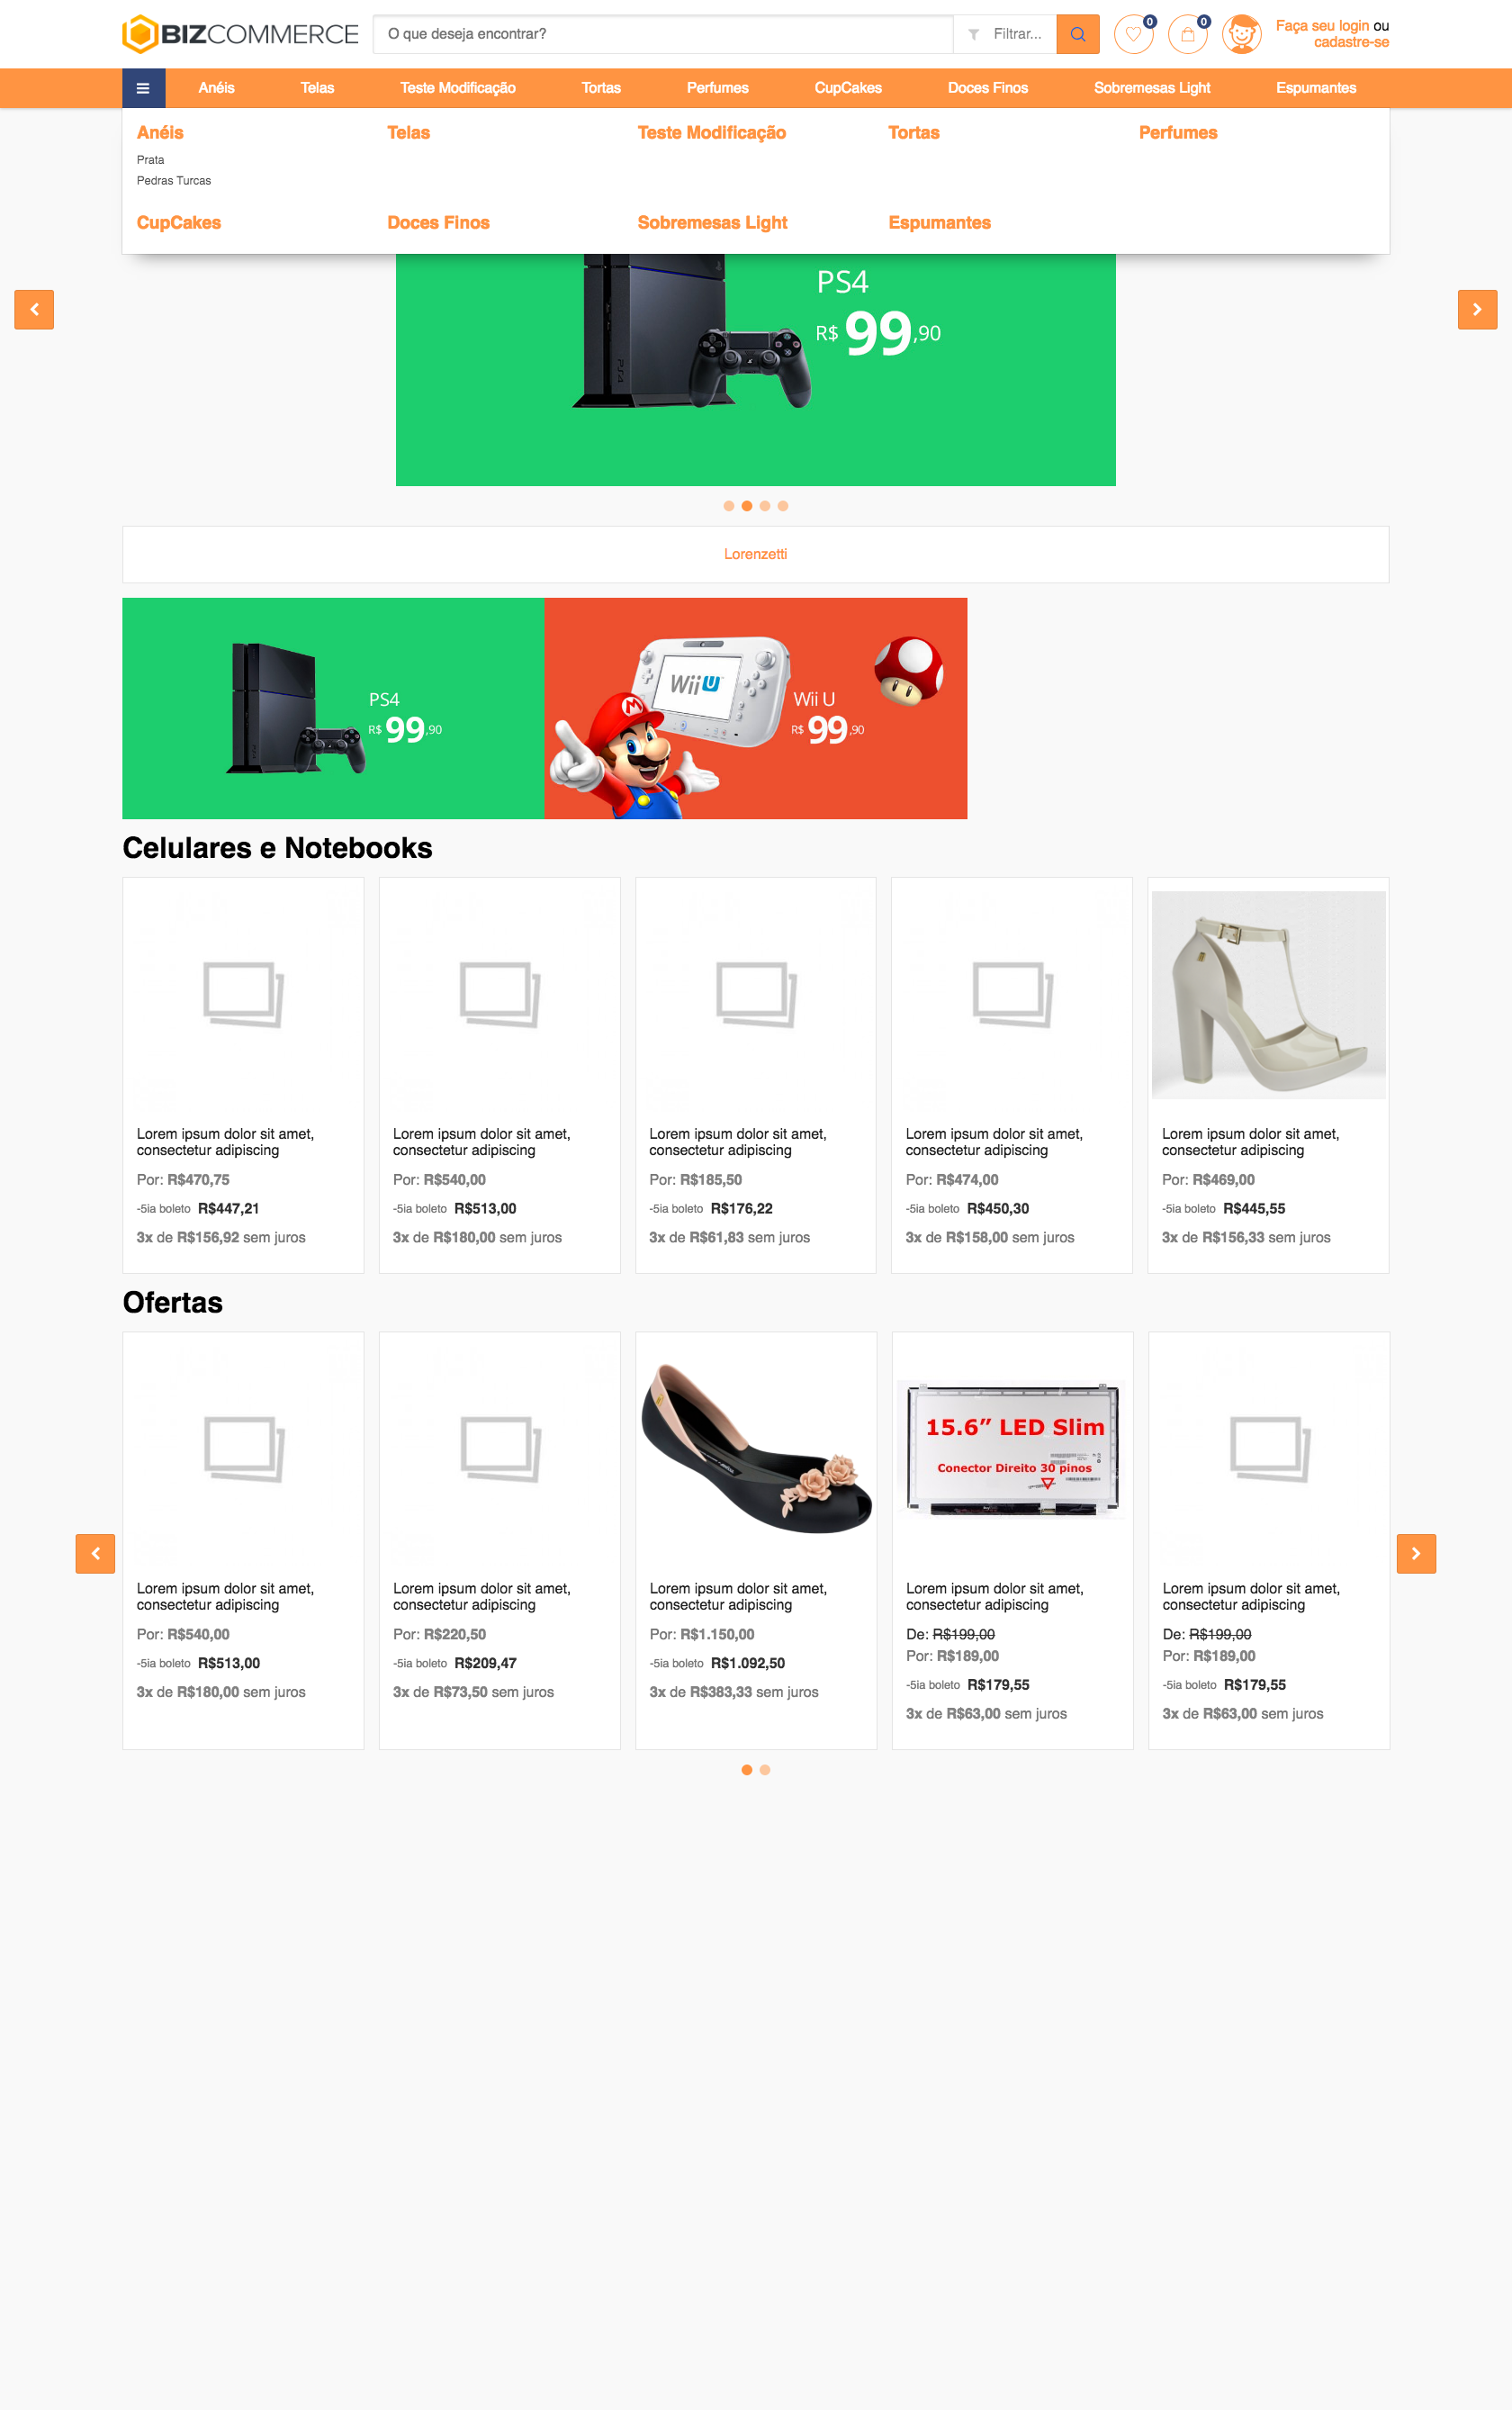 BIZCOMMERCE
O que deseja encontrar?
Filtrar...
0
0
Faça seu login ou
cadastre-se
Anéis
Telas
Teste Modificação
Tortas
Perfumes
CupCakes
Doces Finos
Sobremesas Light
Espumantes
Anéis
Prata
Pedras Turcas
Telas
Teste Modificação
Tortas
Perfumes
CupCakes
Doces Finos
Sobremesas Light
Espumantes
PS4
R$ 99,90
Lorenzetti
PS4
R$ 99,90
Wii U
Wii U
R$ 99,90
Celulares e Notebooks
Lorem ipsum dolor sit amet,
consectetur adipiscing
Por: R$470,75
-5ia boleto R$447,21
3x de R$156,92 sem juros
Lorem ipsum dolor sit amet,
consectetur adipiscing
Por: R$540,00
-5ia boleto R$513,00
3x de R$180,00 sem juros
Lorem ipsum dolor sit amet,
consectetur adipiscing
Por: R$185,50
-5ia boleto R$176,22
3x de R$61,83 sem juros
Lorem ipsum dolor sit amet,
consectetur adipiscing
Por: R$474,00
-5ia boleto R$450,30
3x de R$158,00 sem juros
Lorem ipsum dolor sit amet,
consectetur adipiscing
Por: R$469,00
-5ia boleto R$445,55
3x de R$156,33 sem juros
Ofertas
Lorem ipsum dolor sit amet,
consectetur adipiscing
Por: R$540,00
-5ia boleto R$513,00
3x de R$180,00 sem juros
Lorem ipsum dolor sit amet,
consectetur adipiscing
Por: R$220,50
-5ia boleto R$209,47
3x de R$73,50 sem juros
Lorem ipsum dolor sit amet,
consectetur adipiscing
Por: R$1.150,00
-5ia boleto R$1.092,50
3x de R$383,33 sem juros
15.6” LED Slim
Conector Direito 30 pinos
Lorem ipsum dolor sit amet,
consectetur adipiscing
De: R$199,00
Por: R$189,00
-5ia boleto R$179,55
3x de R$63,00 sem juros
Lorem ipsum dolor sit amet,
consectetur adipiscing
De: R$199,00
Por: R$189,00
-5ia boleto R$179,55
3x de R$63,00 sem juros